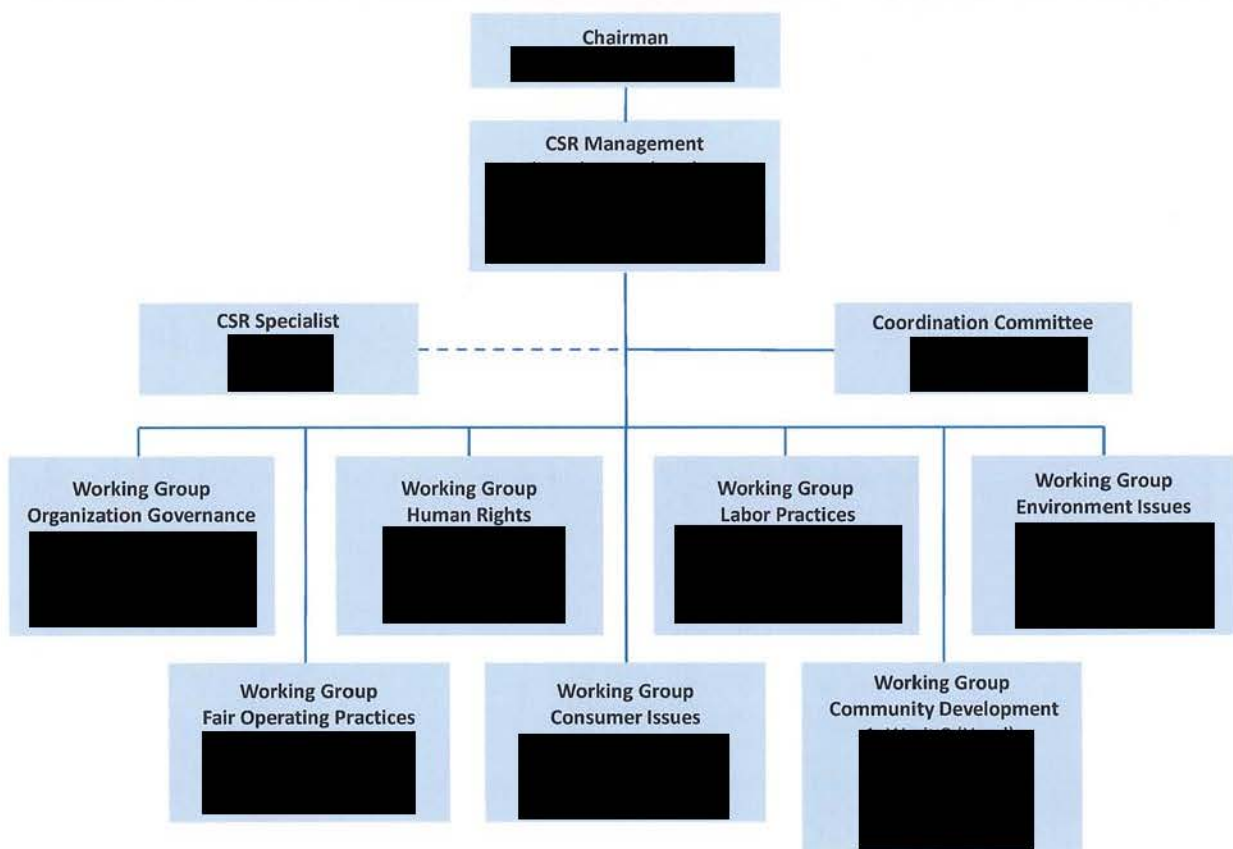 Chairman
CSR Management
CSR Specialist
Coordination Committee
Working Group
Organization Governance
Working Group
Human Rights
Working Group
Labor Practices
Working Group
Environment Issues
Working Group
Fair Operating Practices
Working Group
Consumer Issues
Working Group
Community Development